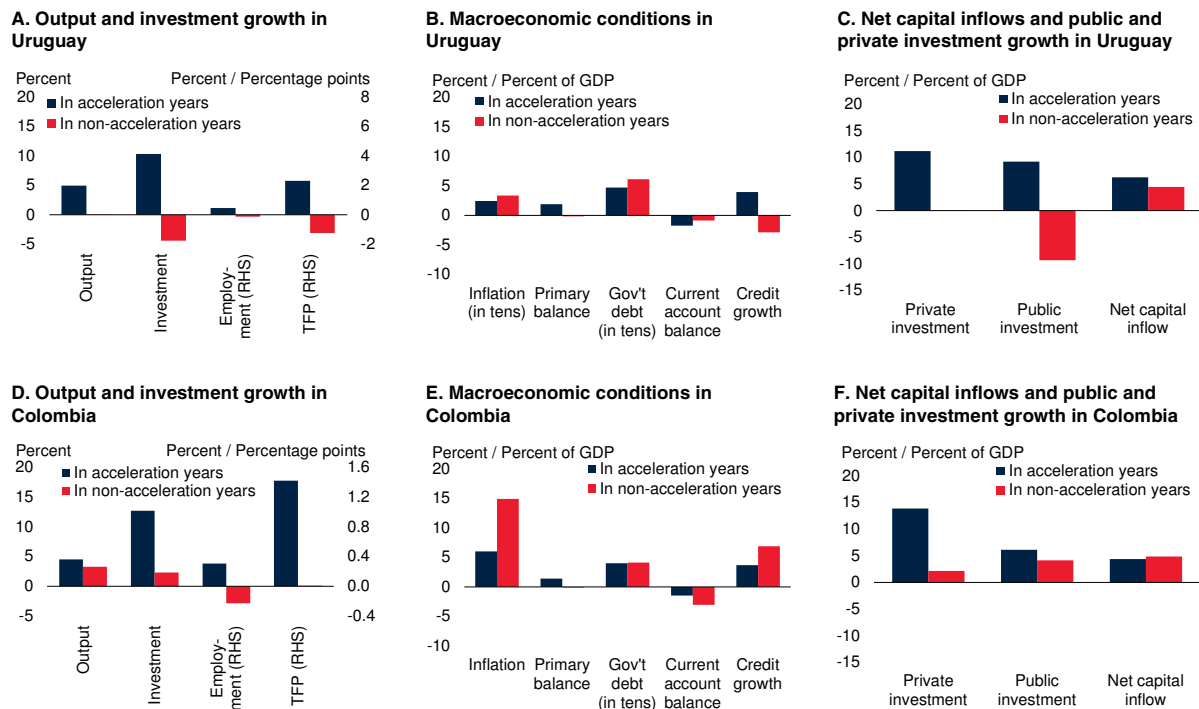 A. Output and investment growth in
Uruguay
Percent
Percent / Percentage points
20
15
10
5
0
-5
8
6
4
2
0
-2
In acceleration years
In non-acceleration years
Output
Investment
Employ-
ment (RHS)
TFP (RHS)
B. Macroeconomic conditions in
Uruguay
Percent / Percent of GDP
20
15
10
5
0
-5
-10
In acceleration years
In non-acceleration years
Inflation
(in tens)
Primary
balance
Gov't
debt
(in tens)
Current
account
balance
Credit
growth
C. Net capital inflows and public and
private investment growth in Uruguay
Percent / Percent of GDP
20
15
10
5
0
-5
-10
-15
In acceleration years
In non-acceleration years
Private
investment
Public
investment
Net capital
inflow
D. Output and investment growth in
Colombia
Percent
Percent / Percentage points
20
15
10
5
0
-5
1.6
1.2
0.8
0.4
0.0
-0.4
In acceleration years
In non-acceleration years
Output
Investment
Employ-
ment (RHS)
TFP (RHS)
E. Macroeconomic conditions in
Colombia
Percent / Percent of GDP
20
15
10
5
0
-5
-10
In acceleration years
In non-acceleration years
Inflation
Primary
balance
Gov't
debt
(in tens)
Current
account
balance
Credit
growth
F. Net capital inflows and public and
private investment growth in Colombia
Percent / Percent of GDP
20
15
10
5
0
-5
-10
-15
In acceleration years
In non-acceleration years
Private
investment
Public
investment
Net capital
inflow